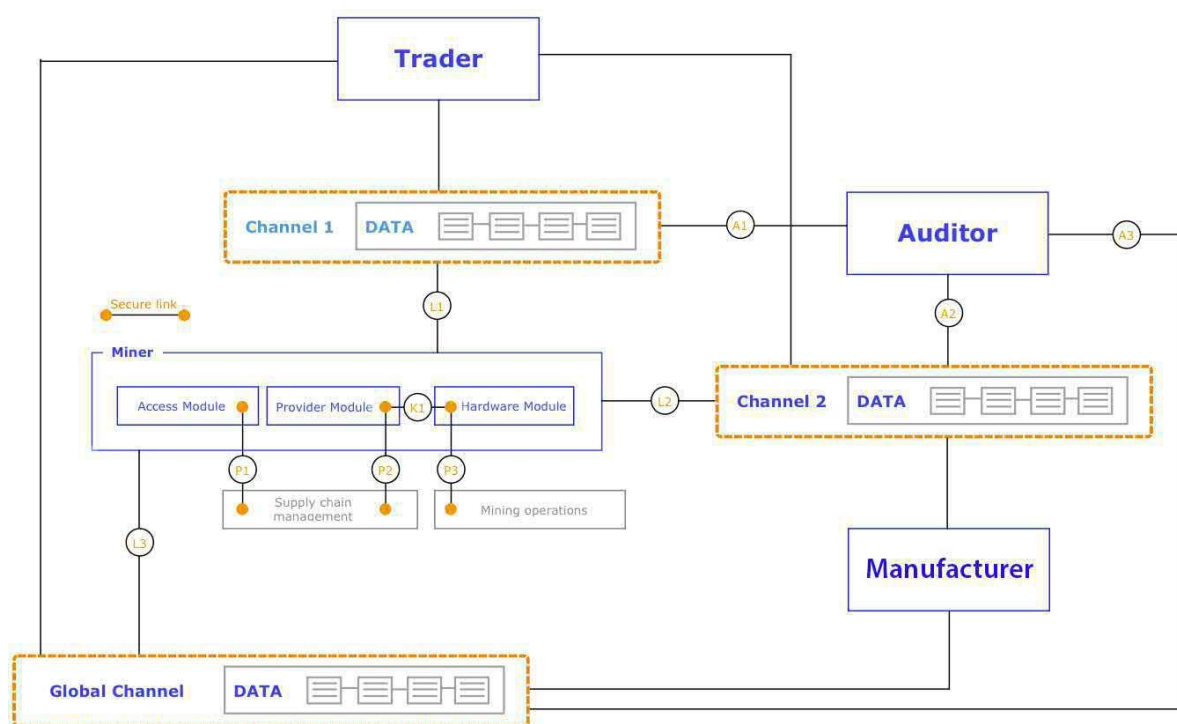 Trader
Channel 1
DATA
A1
Auditor
A3
Secure link
L1
A2
Miner
Access Module
Provider Module
K1
Hardware Module
L2
Channel 2
DATA
P1
P2
P3
Supply chain
management
Mining operations
L3
Manufacturer
Global Channel
DATA